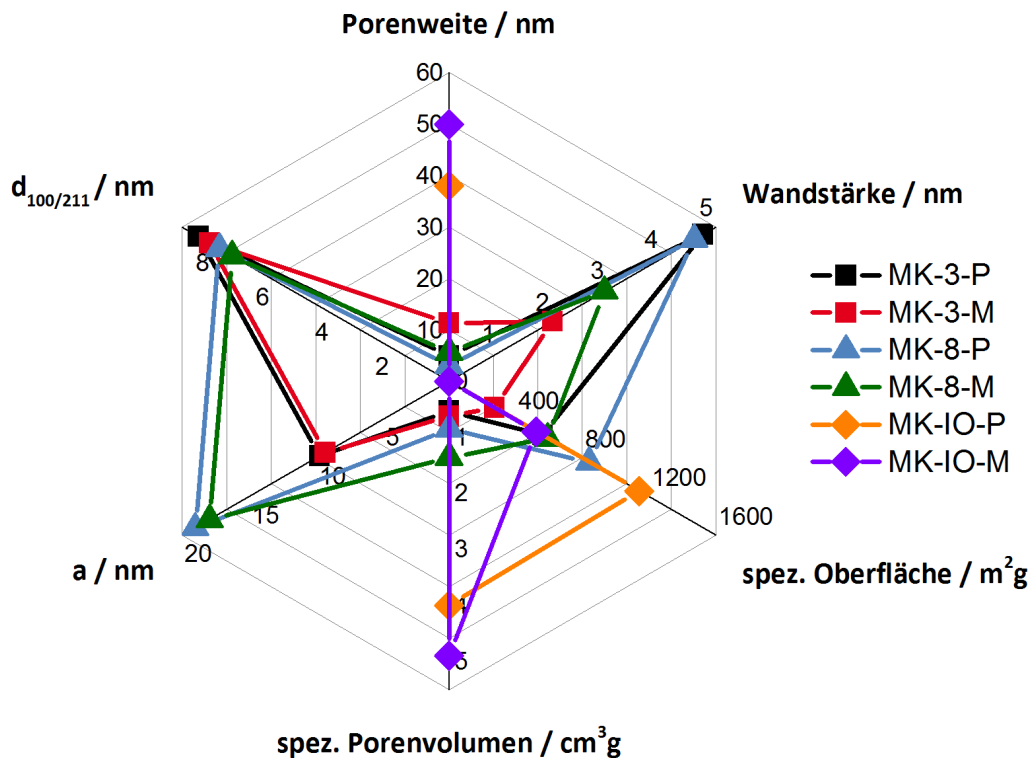 Porenweite / nm
60
50
40
30
20
10
0
d100/211 / nm
8
6
4
2
Wandstärke / nm
5
4
3
2
1
MK-3-P
MK-3-M
MK-8-P
MK-8-M
MK-IO-P
MK-IO-M
400
800
1200
1600
5
10
15
20
a / nm
spez. Oberfläche / m²g
1
2
3
4
5
spez. Porenvolumen / cm³g